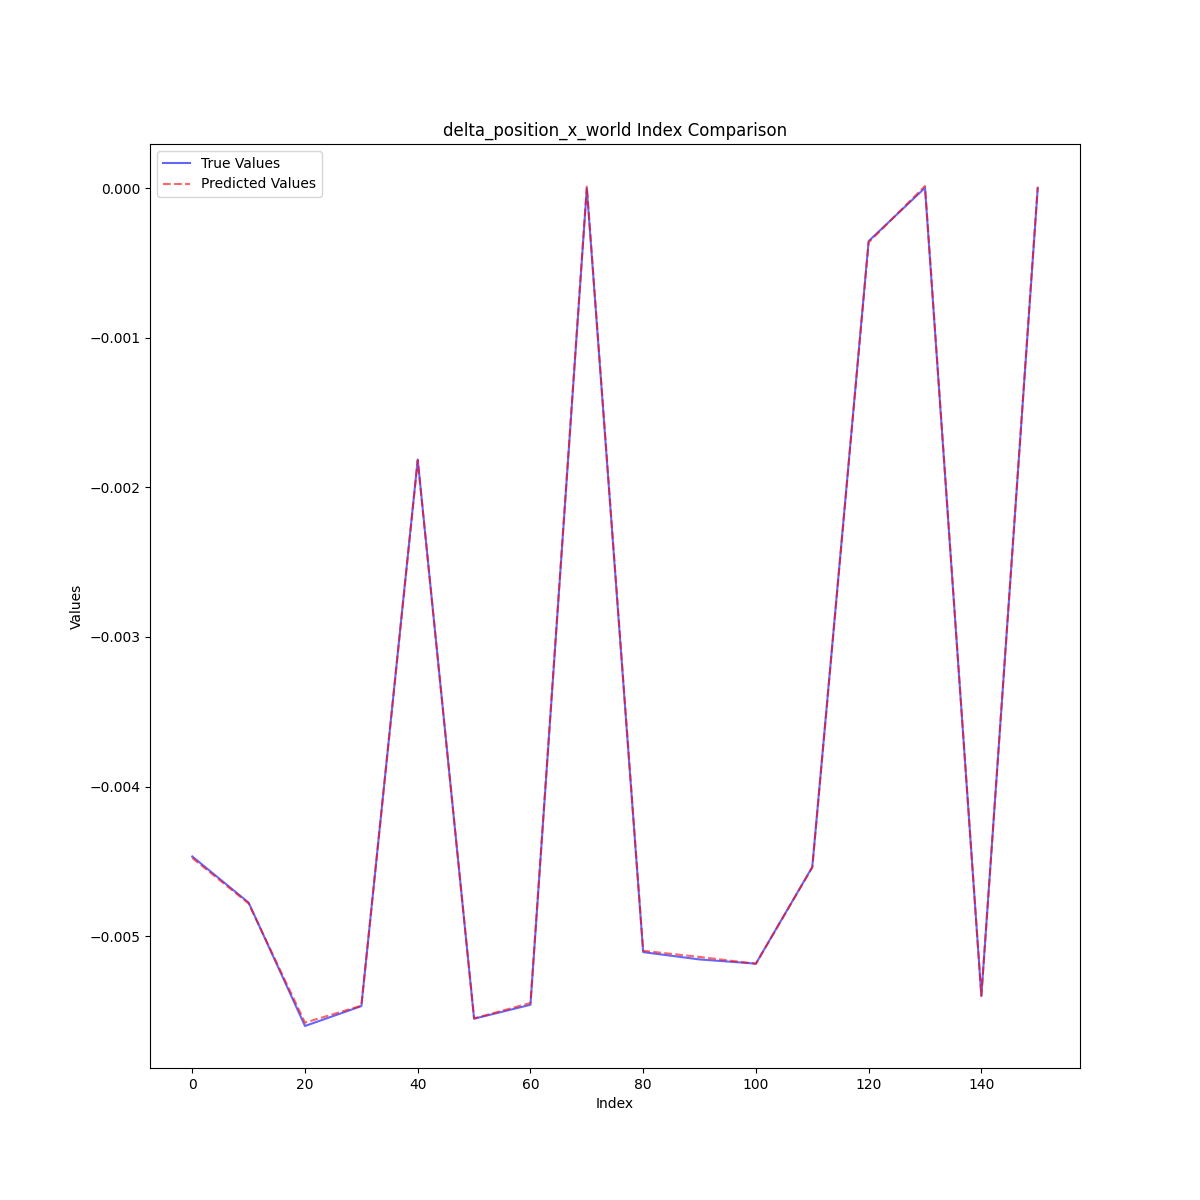 delta_position_x_world Index Comparison
True Values
Predicted Values
0.000
−0.001
−0.002
−0.003
−0.004
−0.005
Values
0 20 40 60 80 100 120 140
Index